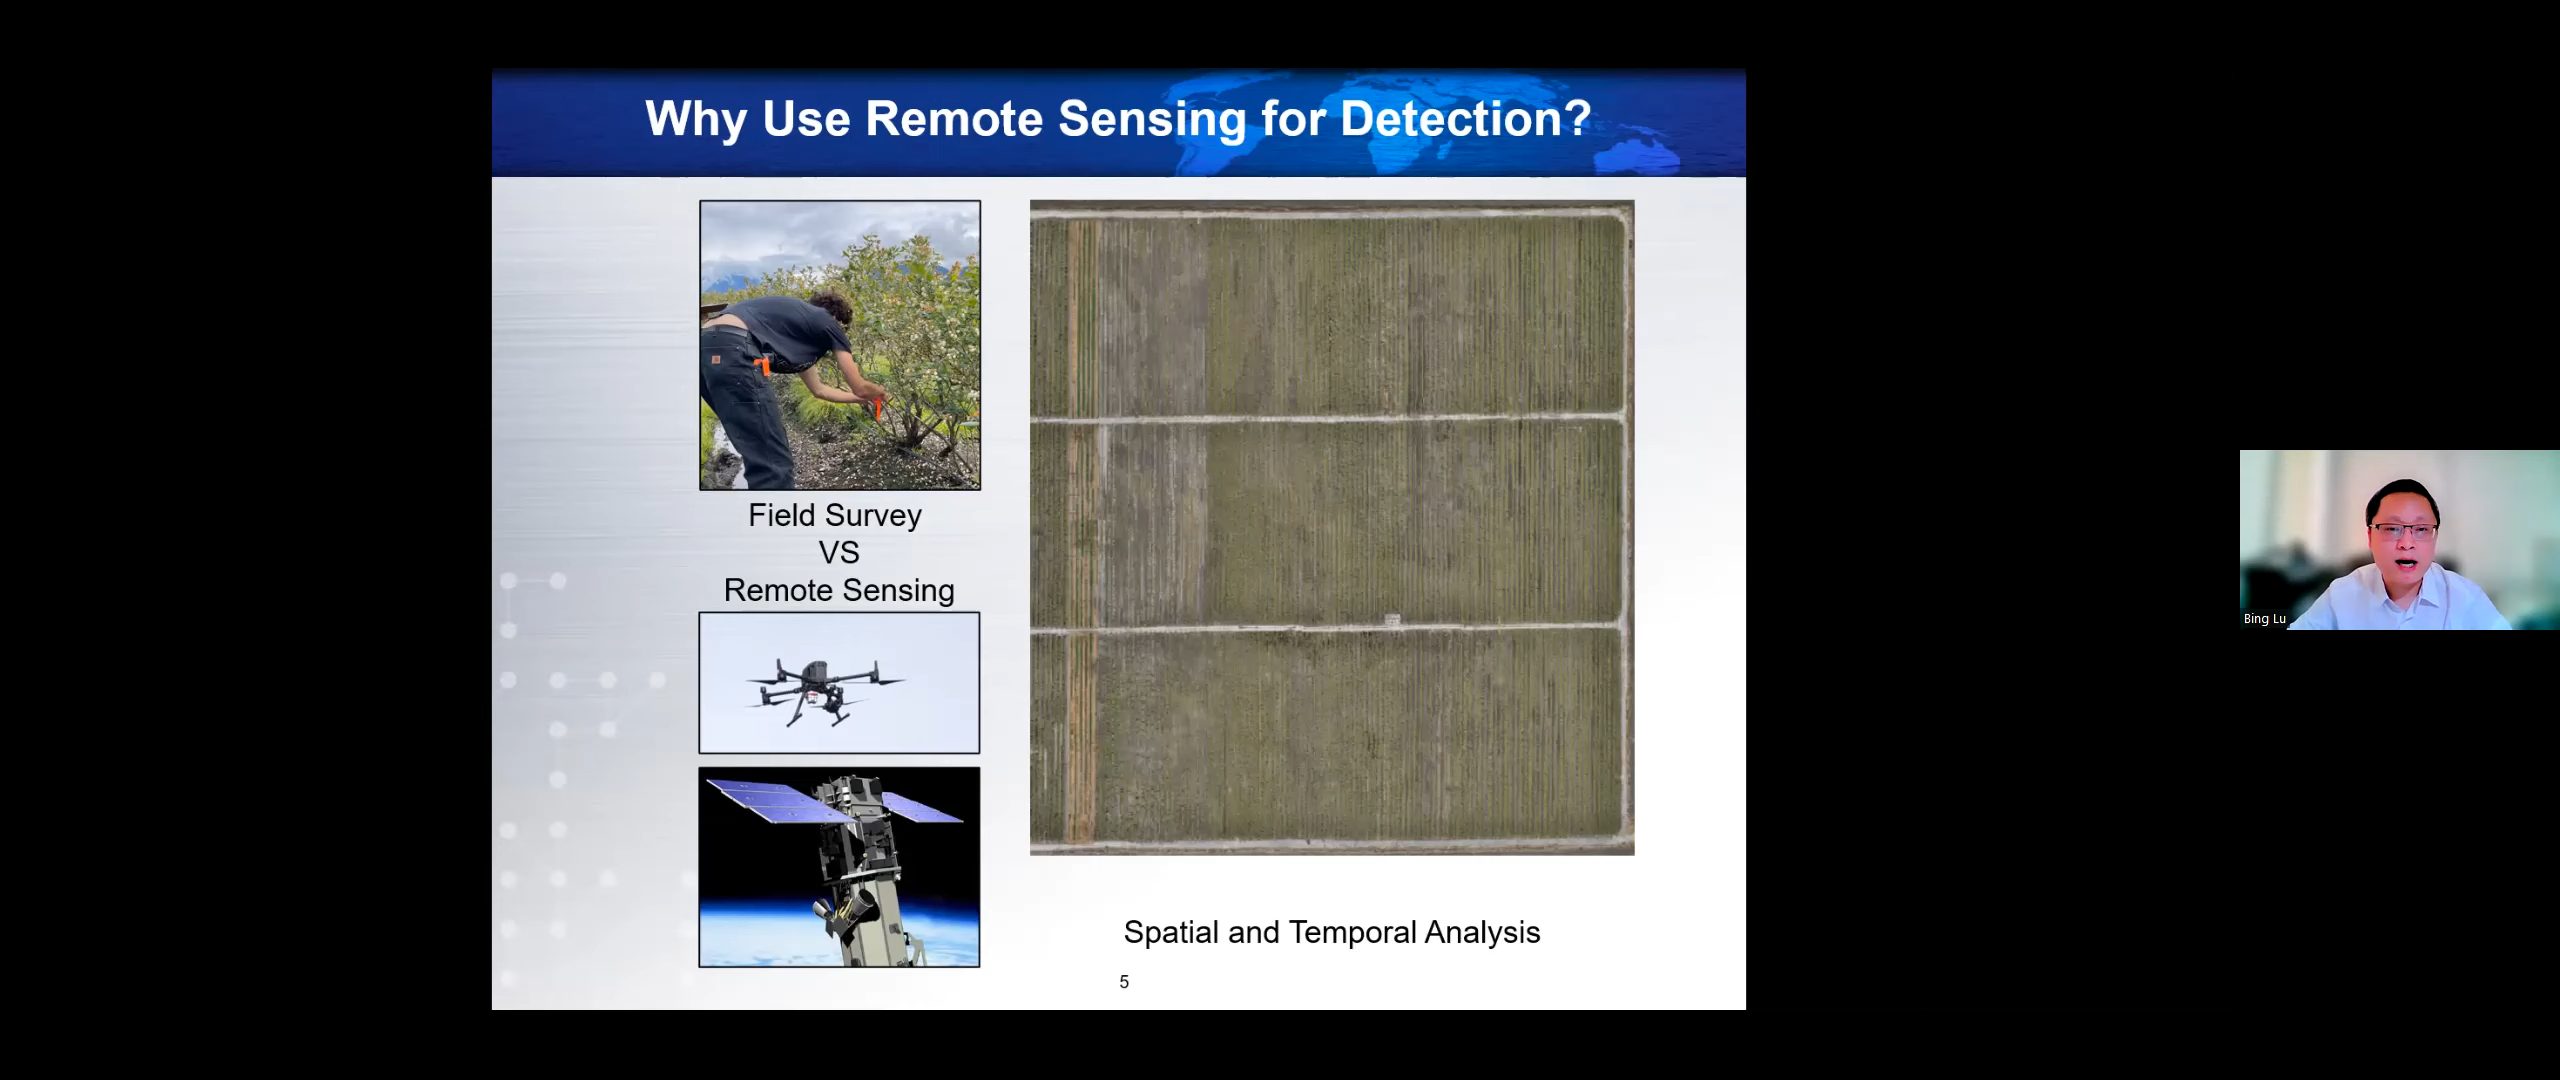 Why Use Remote Sensing for Detection?
Field Survey
VS
Remote Sensing
Spatial and Temporal Analysis
5
Bing Lu